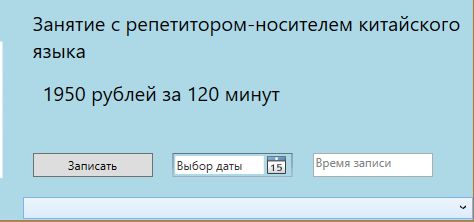 Занятие с репетитором-носителем китайского
языка
1950 рублей за 120 минут
Записать
Выбор даты
15
Время записи